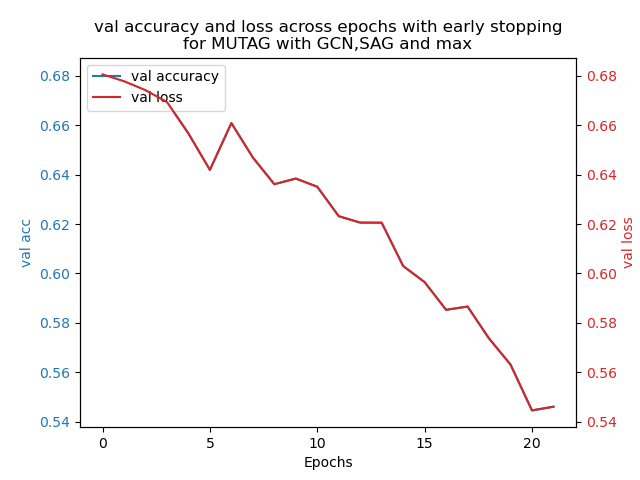 val accuracy and loss across epochs with early stopping
for MUTAG with GCN,SAG and max
val accuracy
val loss
0.68
0.66
0.64
0.62
0.60
0.58
0.56
0.54
val acc
0.68
0.66
0.64
0.62
0.60
0.58
0.56
0.54
val loss
0 5 10 15 20
Epochs